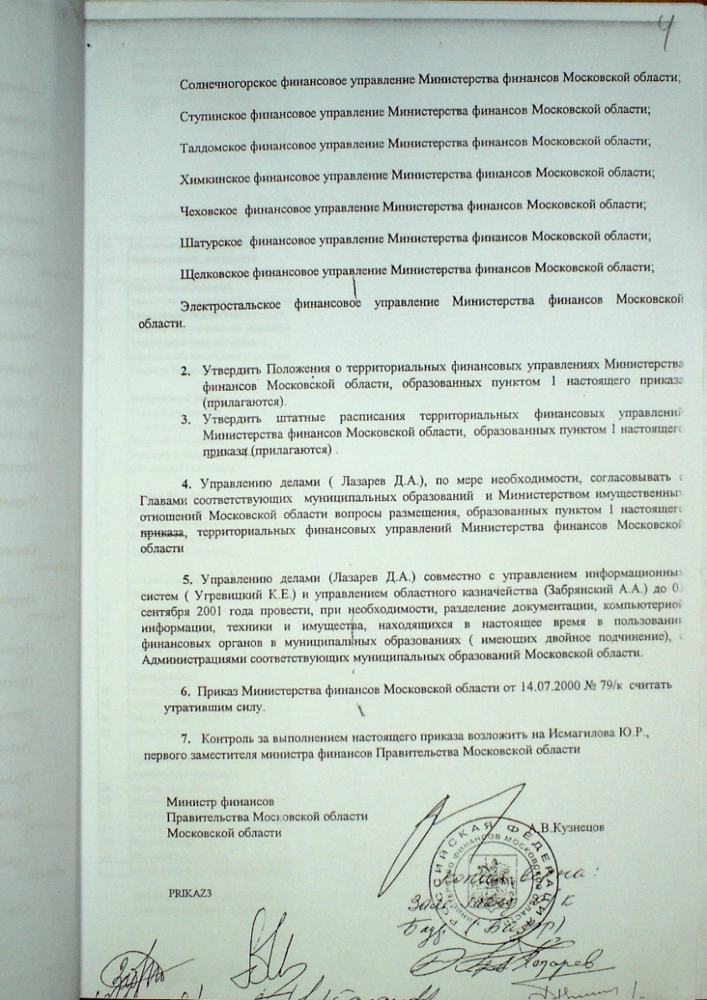 4
Солнечногорское финансовое управление Министерства финансов Московской области;
Ступинское финансовое управление Министерства финансов Московской области;
Талдомское финансовое управление Министерства финансов Московской области;
Химкинское финансовое управление Министерства финансов Московской области;
Чеховское финансовое управление Министерства финансов Московской области;
Шатурское финансовое управление Министерства финансов Московской области;
Щелковское финансовое управление Министерства финансов Московской области;
Электростальское финансовое управление Министерства финансов Московской
области.
2. Утвердить Положения о территориальных финансовых управлениях Министерства
финансов Московской области, образованных пунктом 1 настоящего приказа
(прилагаются).
3. Утвердить штатные расписания территориальных финансовых управлений
Министерства финансов Московской области, образованных пунктом 1 настоящего
приказа (прилагаются) .
4. Управлению делами ( Лазарев Д.А.), по мере необходимости, согласовывать с
Главами соответствующих муниципальных образований и Министерством имущественных
отношений Московской области вопросы размещения, образованных пунктом 1 настоящего
приказа, территориальных финансовых управлений Министерства финансов Московской
области
5. Управлению делами (Лазарев Д.А.) совместно с управлением информационных
систем ( Угревицкий К.Е.) и управлением областного казначейства (Забрянский А.А.) до 0
сентября 2001 года провести, при необходимости, разделение документации, компьютерной
информации, техники и имущества, находящихся в настоящее время в пользовании
финансовых органов в муниципальных образованиях ( имеющих двойное подчинение), с
Администрациями соответствующих муниципальных образований Московской области.
6. Приказ Министерства финансов Московской области от 14.07.2000 № 79/к считать
утратившим силу.
7. Контроль за выполнением настоящего приказа возложить на Исмагилова Ю.Р.,
первого заместителя министра финансов Правительства Московской области
Министр финансов
Правительства Московской области
Московской области
А.В.Кузнецов
РОССИЙСКАЯ ФЕДЕРАЦИЯ
МИНИСТЕРСТВО ФИНАНСОВ МОСКОВСКОЙ ОБЛАСТИ
Копия верна:
PRIKAZ3